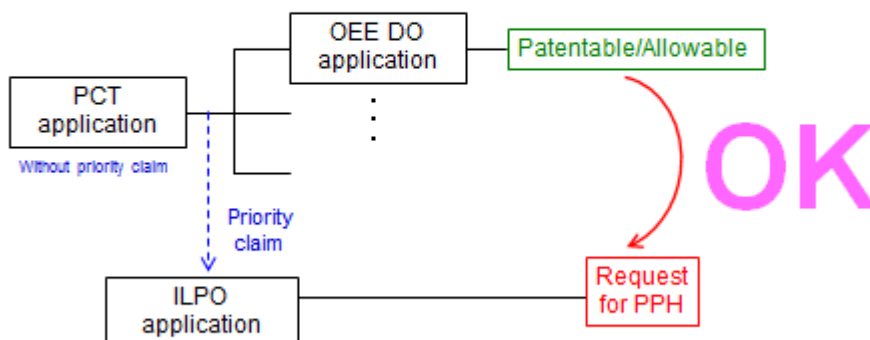 OEE DO
application
Patentable/Allowable
PCT
application
Without priority claim
OK
Priority
claim
ILPO
application
Request
for PPH